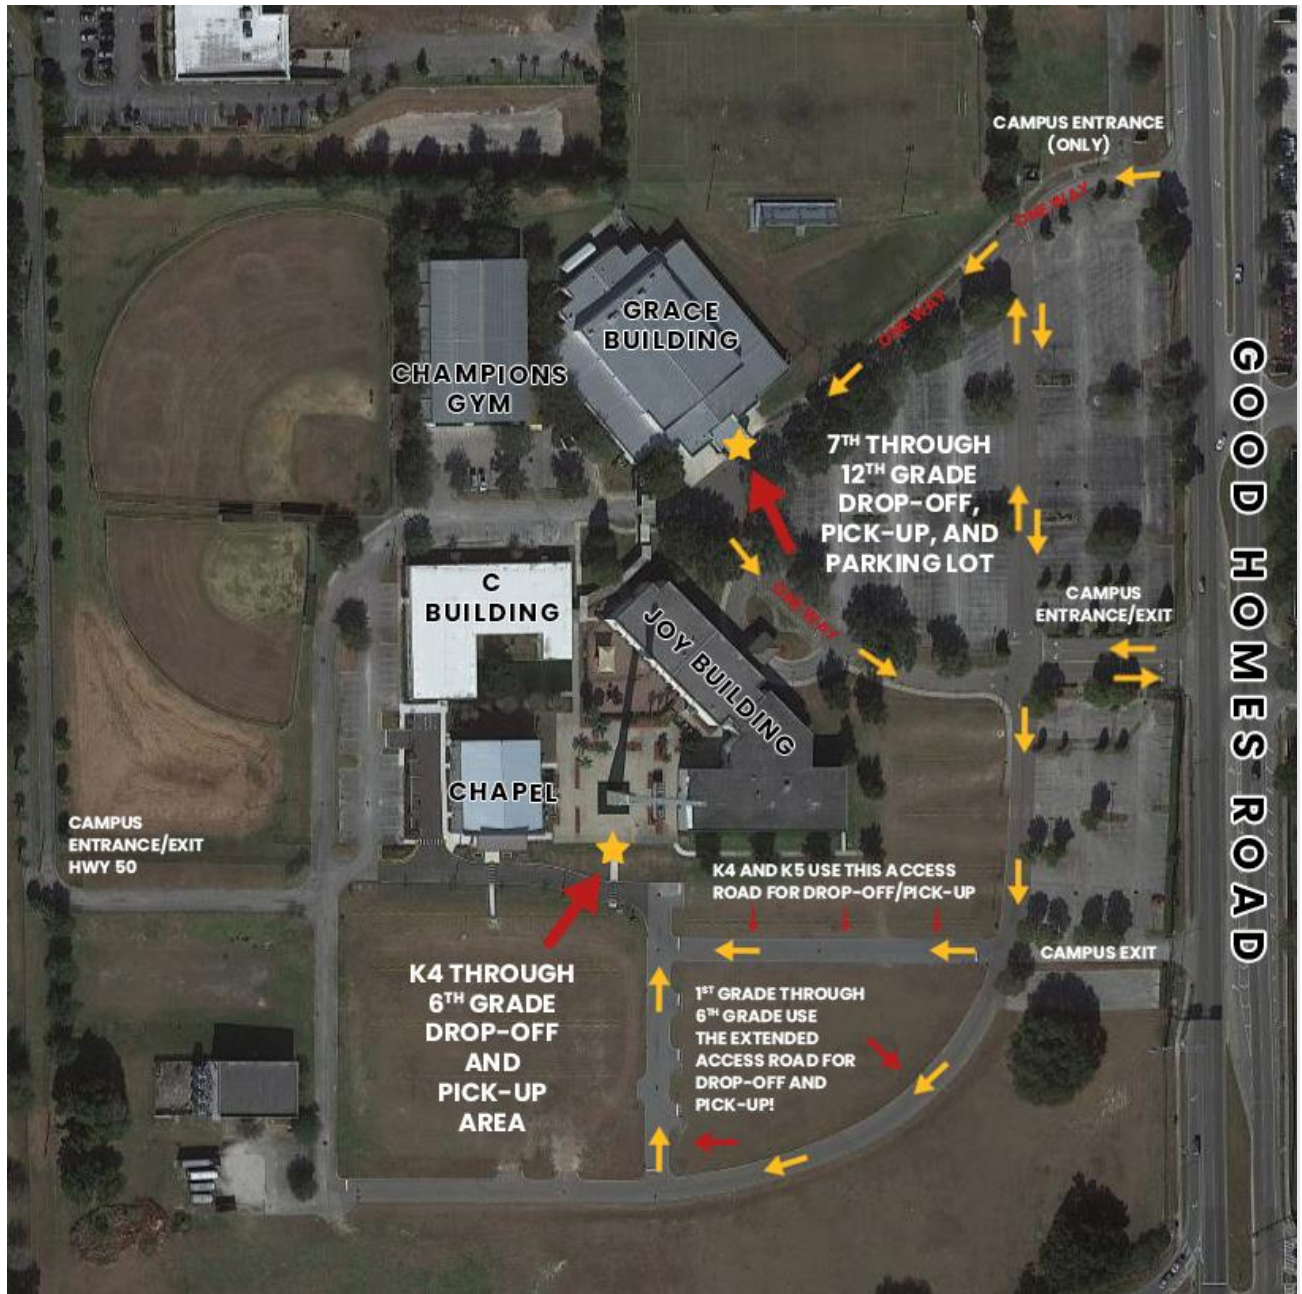 CAMPUS ENTRANCE
(ONLY)
ONE WAY
ONE WAY
GRACE
BUILDING
CHAMPIONS
GYM
7TH THROUGH
12TH GRADE
DROP-OFF,
PICK-UP, AND
PARKING LOT
GOOD HOMES ROAD
C
BUILDING
JOY BUILDING
ONE WAY
CAMPUS
ENTRANCE/EXIT
CHAPEL
CAMPUS
ENTRANCE/EXIT
HWY 50
K4 AND K5 USE THIS ACCESS
ROAD FOR DROP-OFF/PICK-UP
CAMPUS EXIT
K4 THROUGH
6TH GRADE
DROP-OFF
AND
PICK-UP
AREA
1ST GRADE THROUGH
6TH GRADE USE
THE EXTENDED
ACCESS ROAD FOR
DROP-OFF AND
PICK-UP!